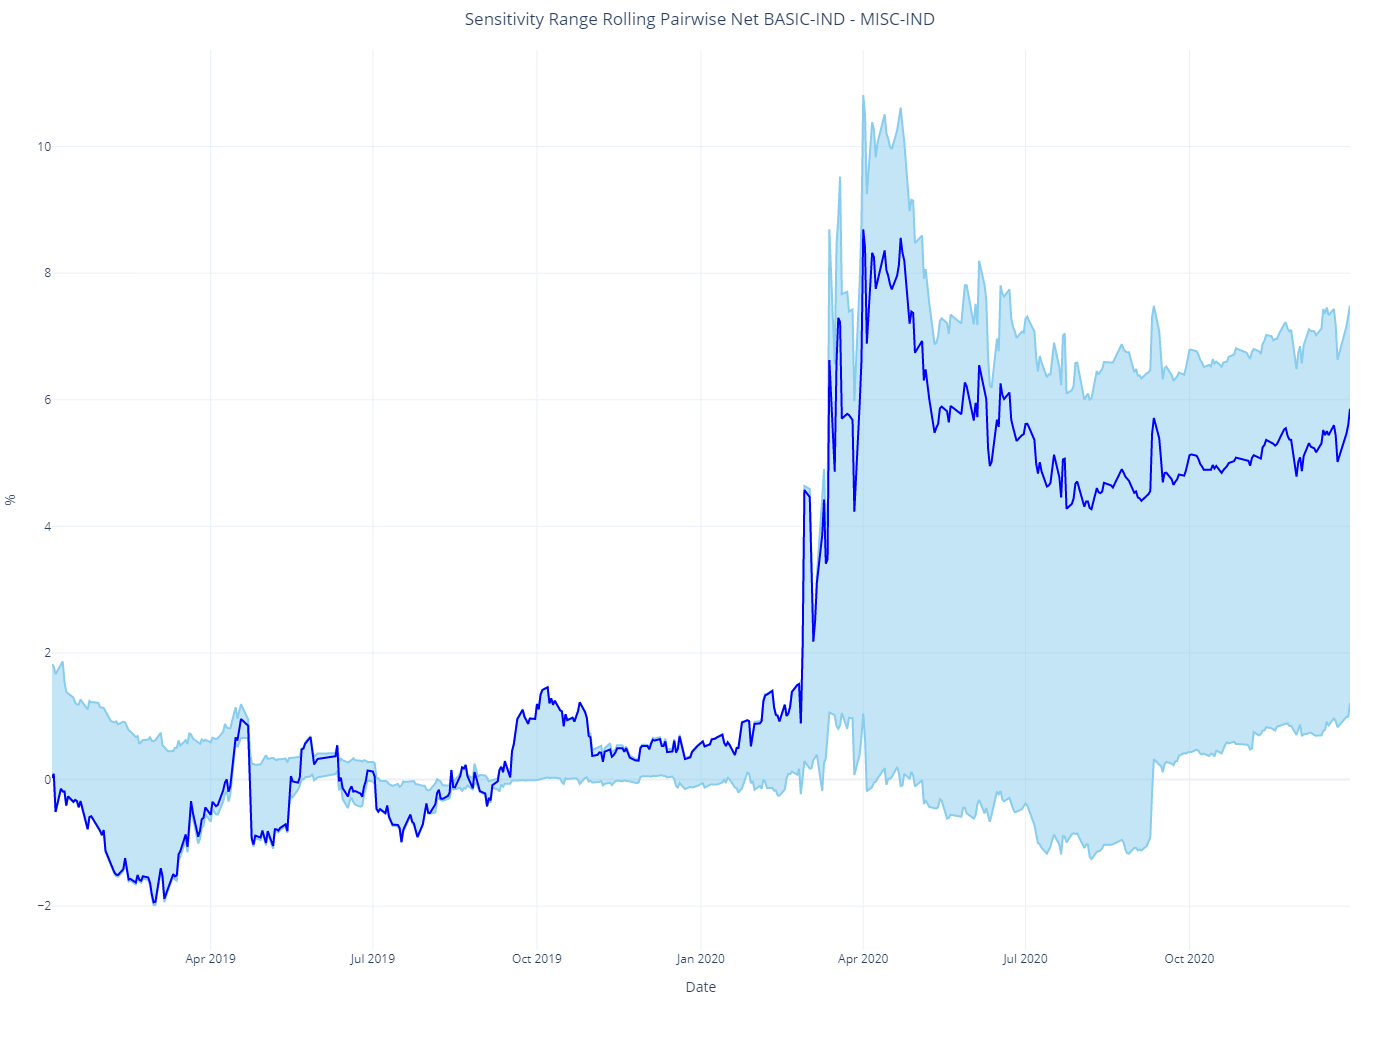 Sensitivity Range Rolling Pairwise Net BASIC-IND - MISC-IND
10
8
6
4
2
0
−2
%
Apr 2019
Jul 2019
Oct 2019
Jan 2020
Apr 2020
Jul 2020
Oct 2020
Date